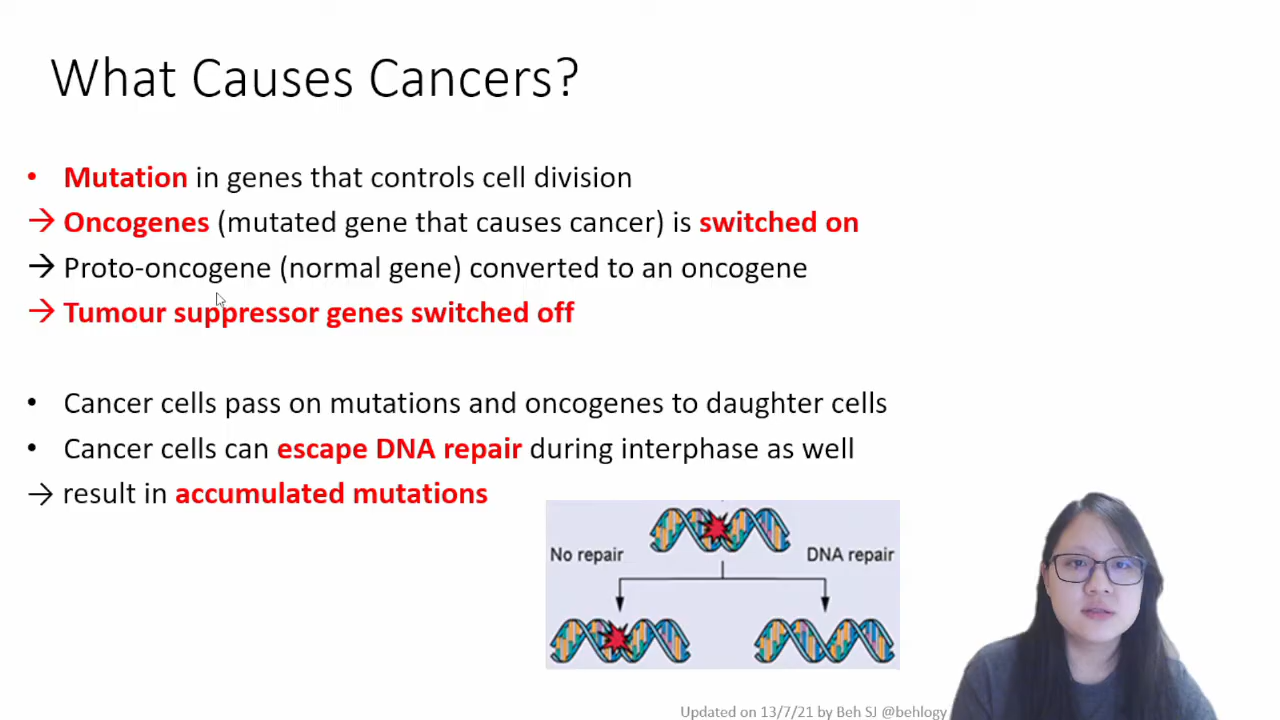 What Causes Cancers?
• Mutation in genes that controls cell division
→ Oncogenes (mutated gene that causes cancer) is switched on
→ Proto-oncogene (normal gene) converted to an oncogene
→ Tumour suppressor genes switched off
• Cancer cells pass on mutations and oncogenes to daughter cells
• Cancer cells can escape DNA repair during interphase as well
→ result in accumulated mutations
No repair
DNA repair
Updated on 13/7/21 by Beh SJ @behlogy